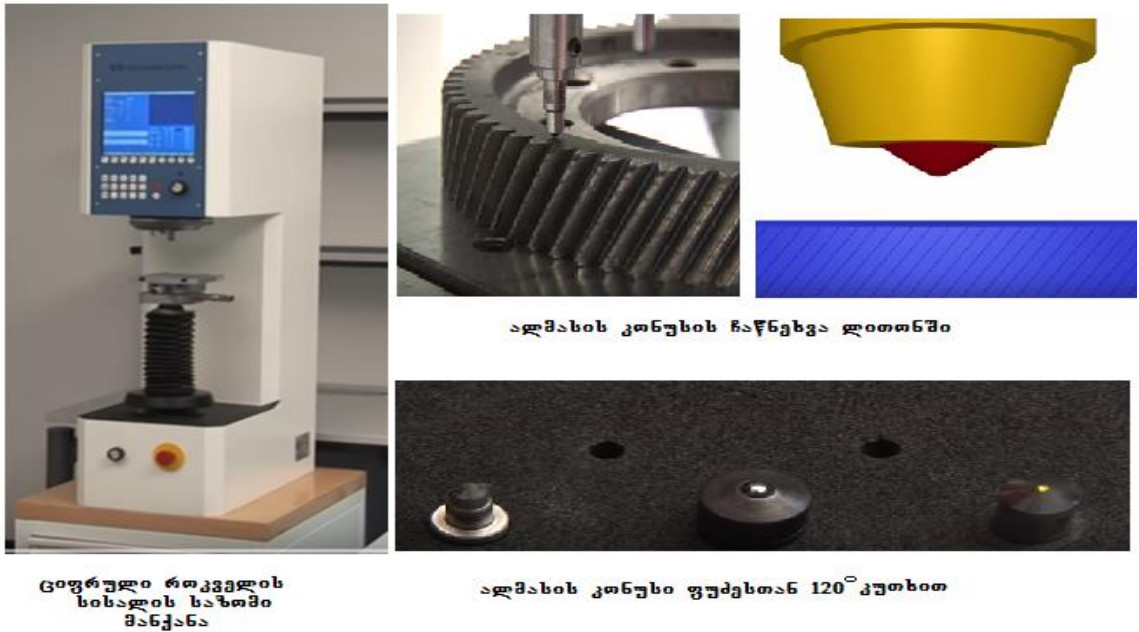 ალმასის კონუსის ჩაწნეხვა ლითონში
ციფრული როკველის
სისალის საზომი
მანქანა
ალმასის კონუსი ფუძესთან 120° კუთხით